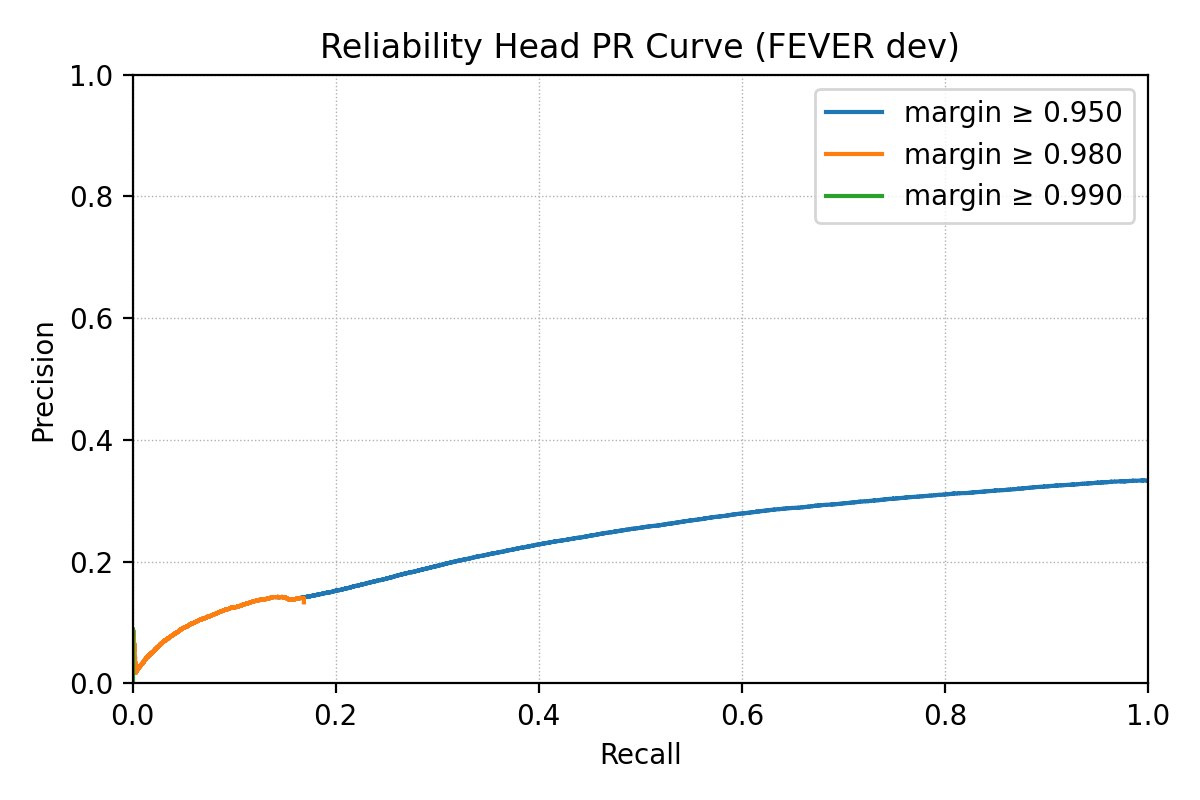 Reliability Head PR Curve (FEVER dev)
margin ≥ 0.950
margin ≥ 0.980
margin ≥ 0.990
Precision
1.0
0.8
0.6
0.4
0.2
0.0
0.0 0.2 0.4 0.6 0.8 1.0
Recall